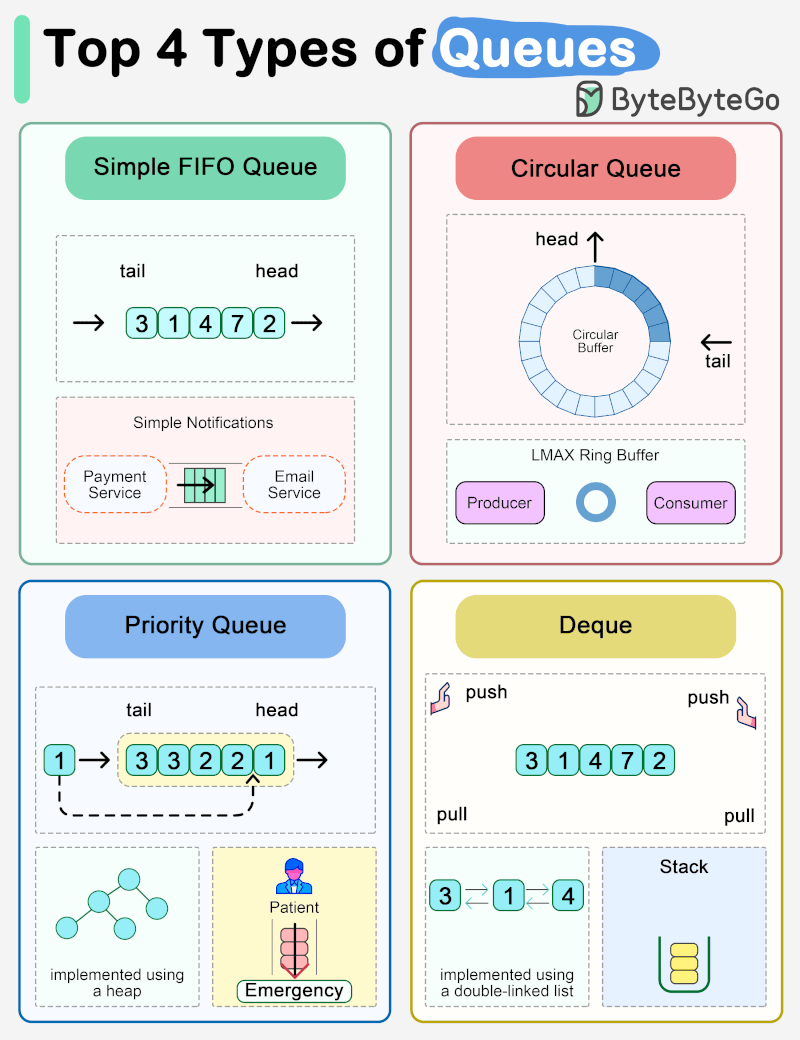 Top 4 Types of Queues
ByteByteGo
Simple FIFO Queue
tail head
3 1 4 7 2
Simple Notifications
Payment
Service
Email
Service
Circular Queue
head
Circular
Buffer
tail
LMAX Ring Buffer
Producer
Consumer
Priority Queue
tail head
1 3 3 2 2 1
implemented using
a heap
Patient
Emergency
Deque
push push
3 1 4 7 2
pull pull
3 1 4
implemented using
a double-linked list
Stack